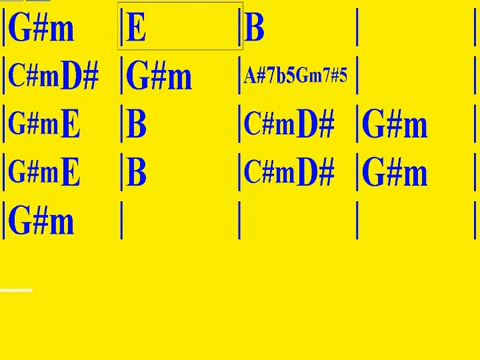 |G#m |E |B | |
|C#mD# |G#m |A#7b5Gm7#5 | |
|G#mE |B |C#mD# |G#m |
|G#mE |B |C#mD# |G#m |
|G#m | | | |